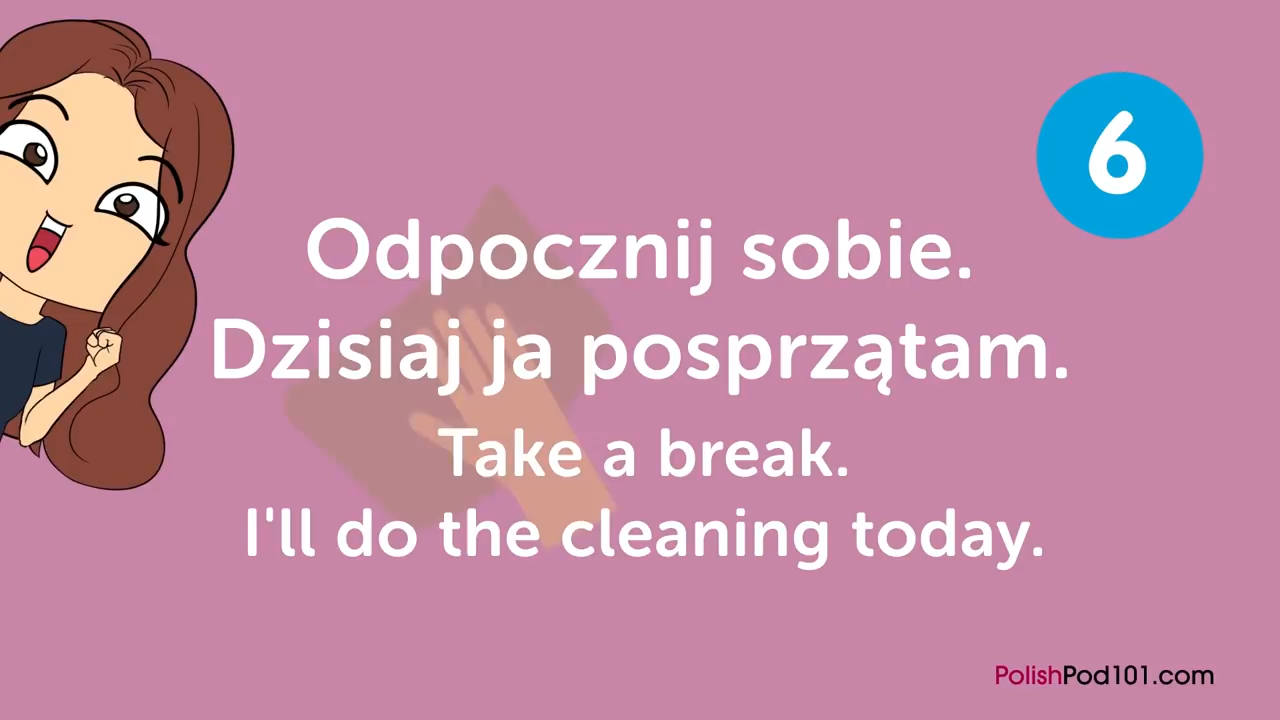 6
Odpocznij sobie.
Dzisiaj ja posprzątam.
Take a break.
I'll do the cleaning today.
PolishPod101.com